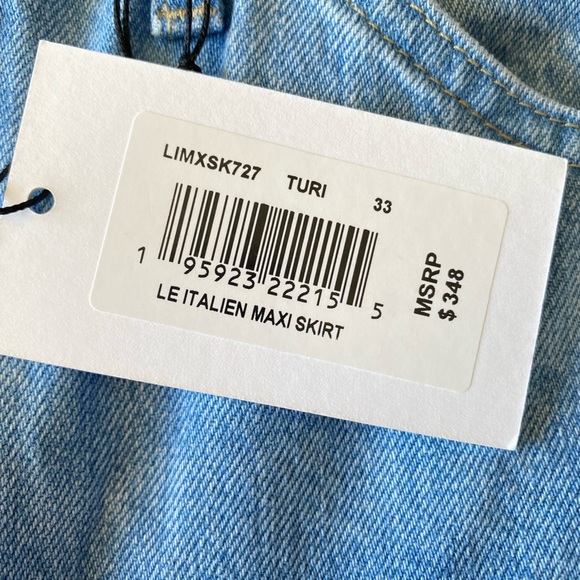 LIMXSK727 TURI 33
1 95923 22215 5
LE ITALIEN MAXI SKIRT
MSRP
$ 348